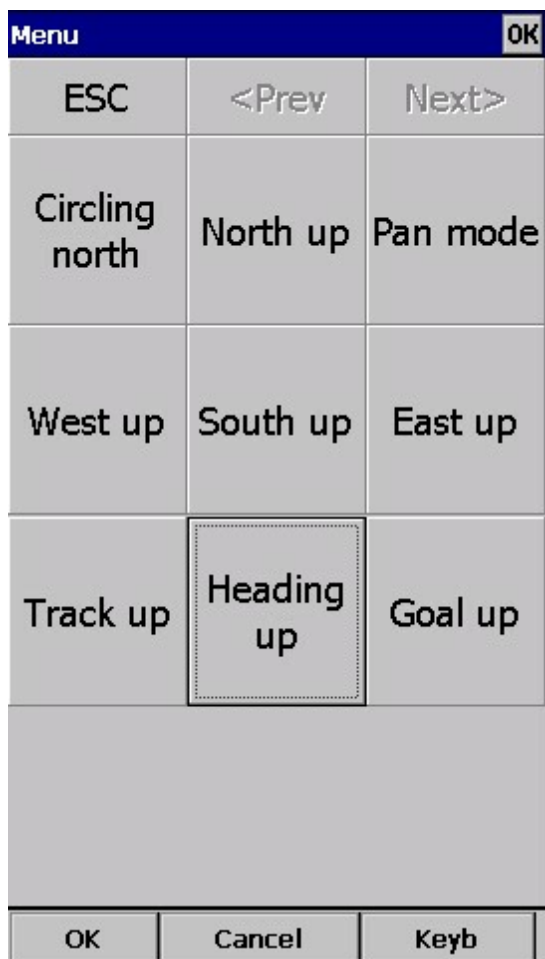 Menu OK
ESC <Prev Next>
Circling
north
North up
Pan mode
West up South up East up
Track up
Heading
up
Goal up
OK Cancel Keyb